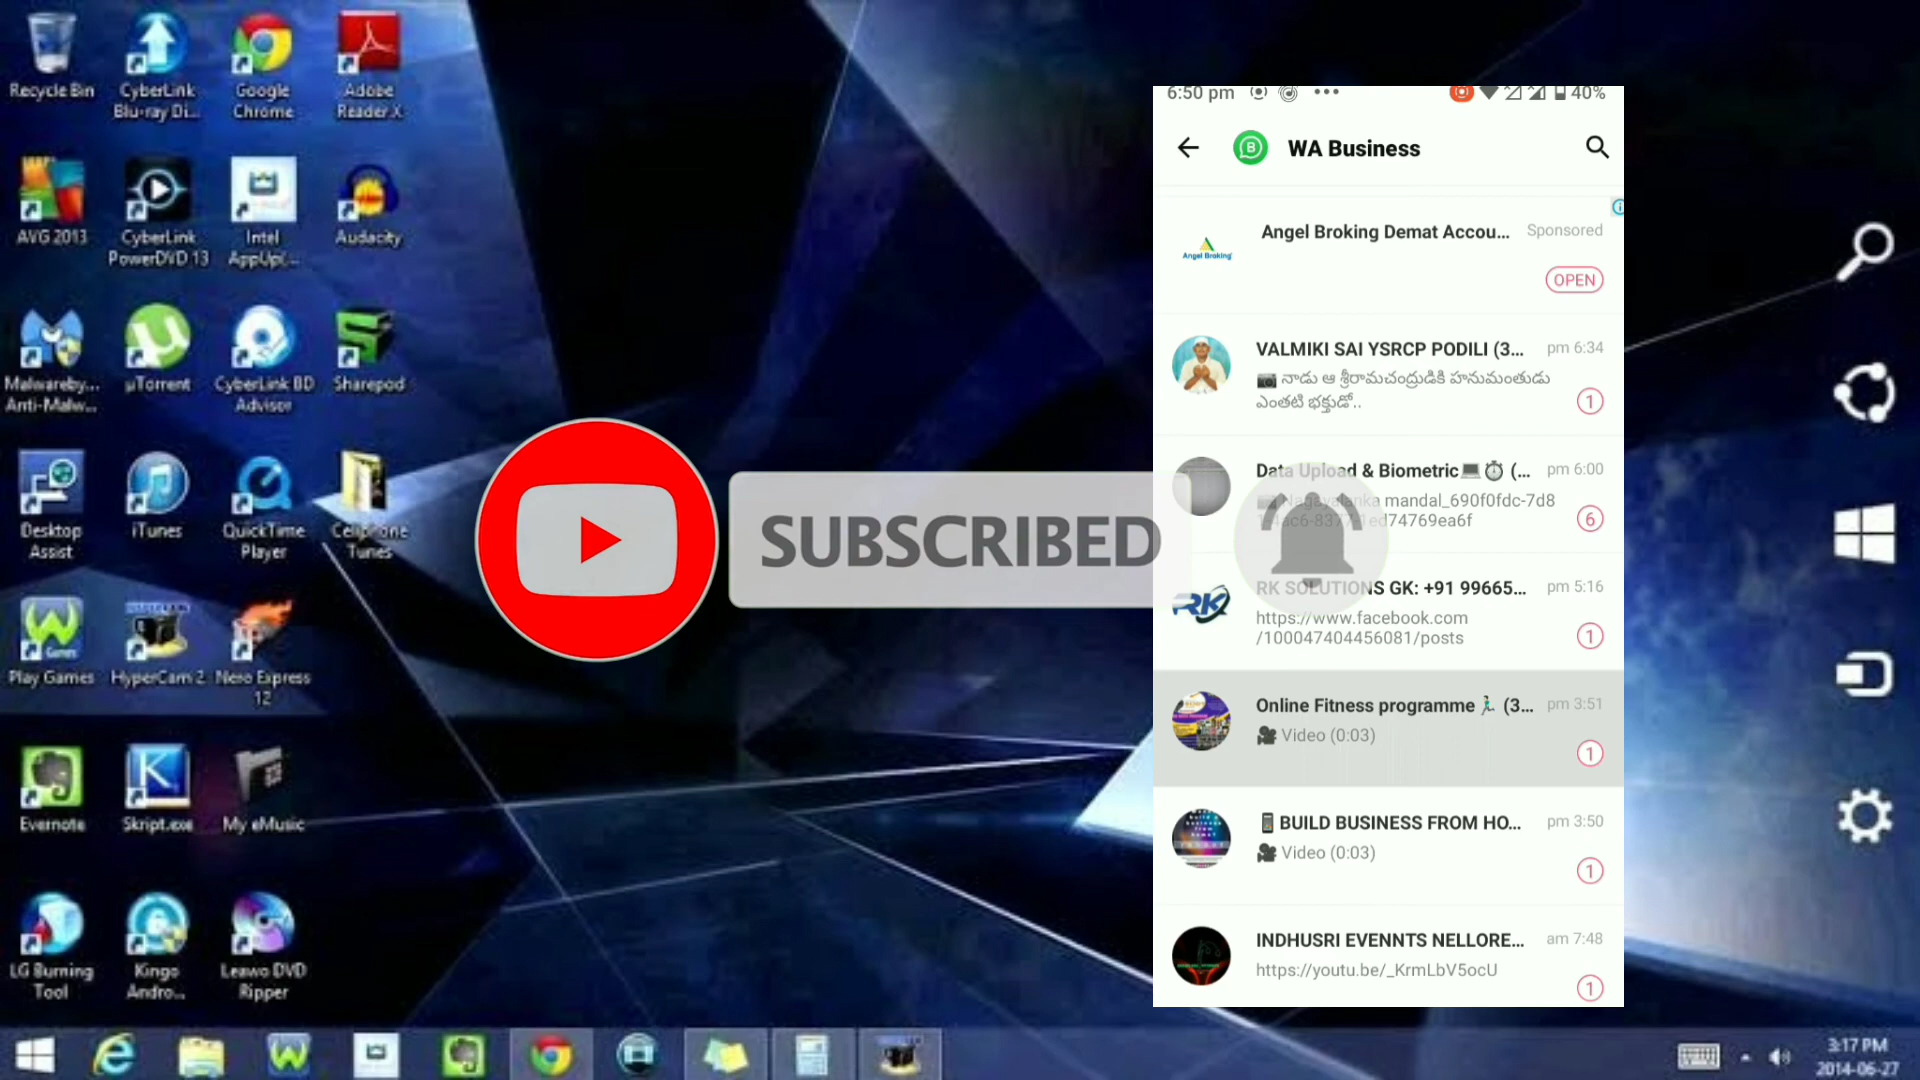 Recycle Bin
CyberLink
Blu-ray Di...
Google
Chrome
Adobe
Reader X
AVG 2013
CyberLink
PowerDVD 13
Intel
AppUp(...
Audacity
Malwareby...
Anti-Malw...
µTorrent
CyberLink BD
Advisor
Sharepod
Desktop
Assist
iTunes
QuickTime
Player
Cellphone
Tunes
Play Games
HyperCam 2
Nero Express
12
Evernote
Skript.exe
My eMusic
LG Burning
Tool
Kingo
Andro...
Leawo DVD
Ripper
SUBSCRIBED
6:50 pm
40%
WA Business
Angel Broking Demat Accou...
Sponsored
Angel Broking
OPEN
VALMIKI SAI YSRCP PODILI (3...
pm 6:34
📷 నాడు ఆ శ్రీరామచంద్రుడికి హనుమంతుడు
ఎంతటి భక్తుడో..
1
Data Upload & Biometric💻⏱ (...
pm 6:00
Nagayalanka mandal_690f0fdc-7d8
6
RK SOLUTIONS GK: +91 99665...
pm 5:16
RK
https://www.facebook.com
/100047404456081/posts
1
Online Fitness programme 🏃 (3...
pm 3:51
🎥 Video (0:03)
1
📱BUILD BUSINESS FROM HO...
pm 3:50
🎥 Video (0:03)
1
INDHUSRI EVENNTS NELLORE...
am 7:48
https://youtu.be/_KrmLbV5ocU
1
3:17 PM
2014-06-27